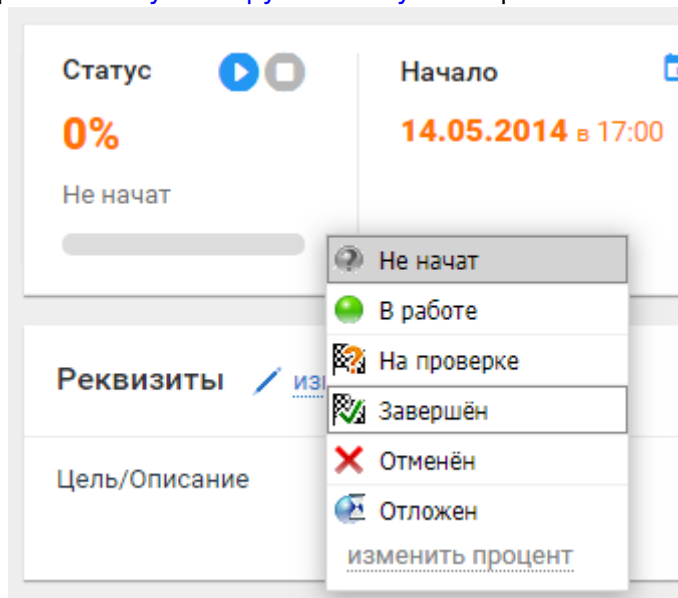 Статус
Начало
0%
14.05.2014 в 17:00
Не начат
Не начат
В работе
На проверке
Реквизиты
Завершён
Отменён
Цель/Описание
Отложен
изменить процент